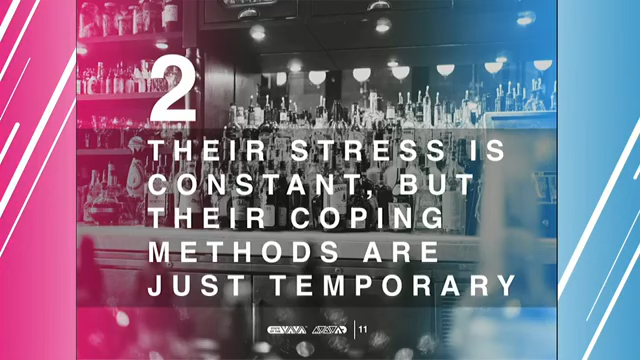 2
THEIR STRESS IS
CONSTANT, BUT
THEIR COPING
METHODS ARE
JUST TEMPORARY
11